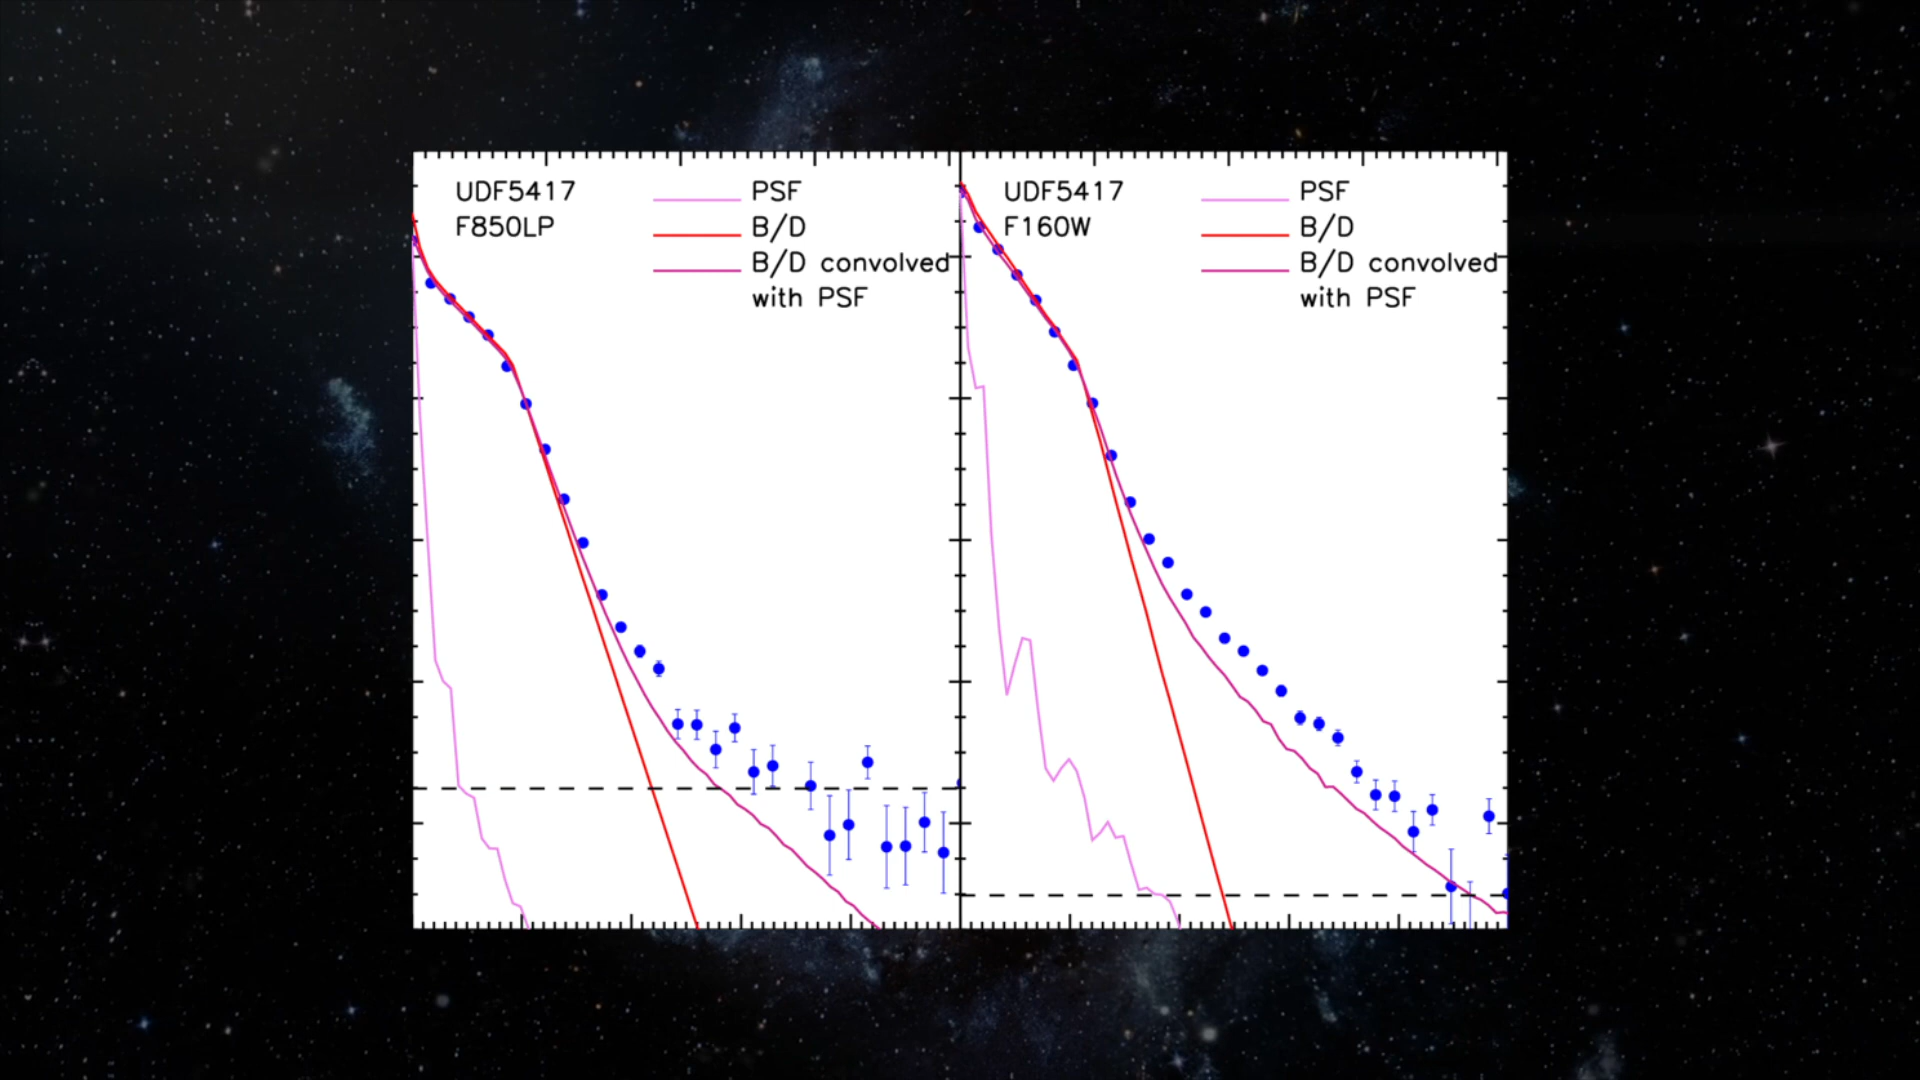 UDF5417
F850LP
PSF
B/D
B/D convolved
with PSF
UDF5417
F160W
PSF
B/D
B/D convolved
with PSF